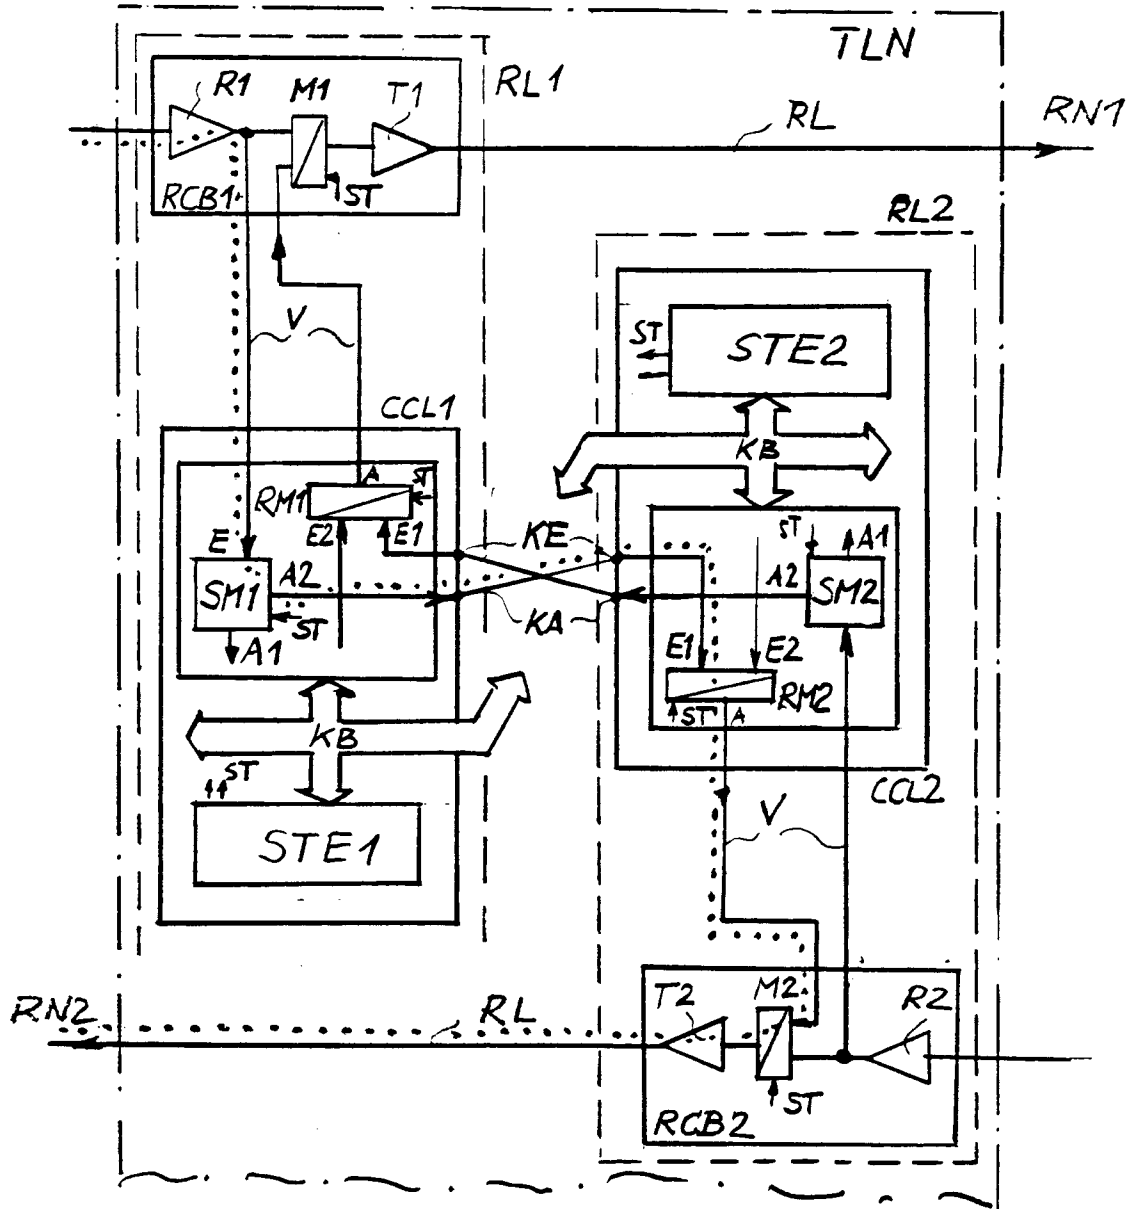 TLN
R1
M1
T1
RL1
RL
RN1
RCB1
ST
RL2
V
ST
STE2
CCL1
KB
A
ST
RM1
E2
E1
E
KE
ST
A1
A2
SM1
A2
SM2
ST
KA
A1
E1
E2
RM2
ST
A
KB
ST
CCL2
V
STE1
RN2
RL
T2
M2
R2
ST
RCB2